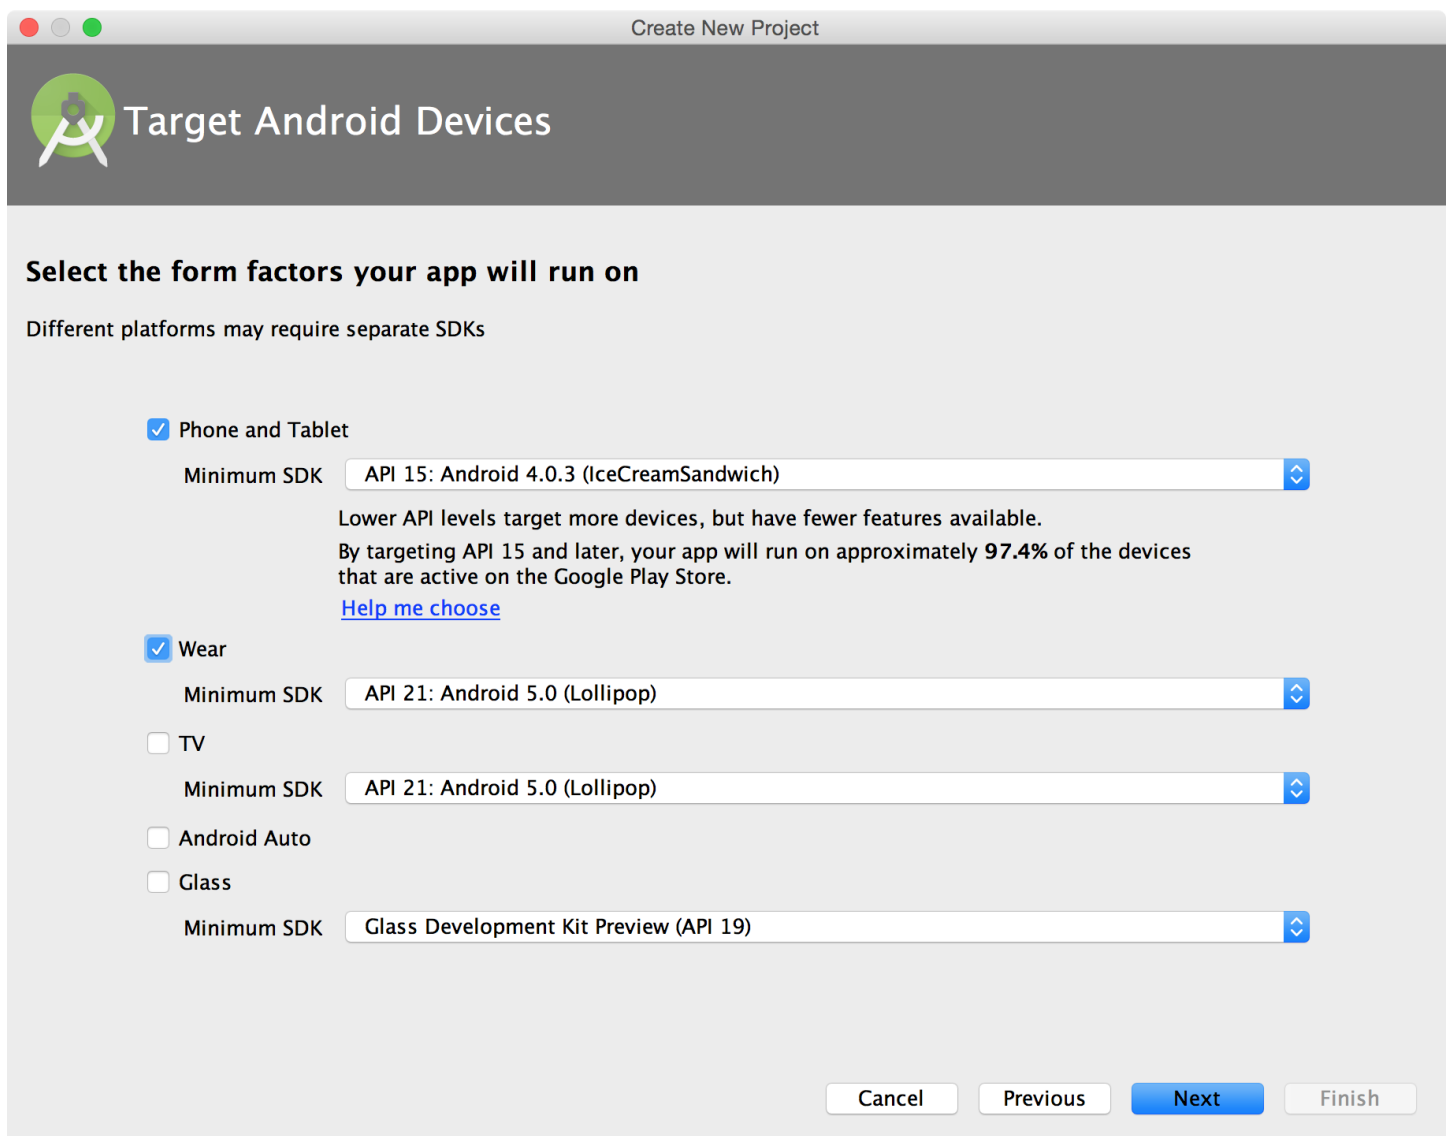 Create New Project
Target Android Devices
Select the form factors your app will run on
Different platforms may require separate SDKs
Phone and Tablet
Minimum SDK API 15: Android 4.0.3 (IceCreamSandwich)
Lower API levels target more devices, but have fewer features available.
By targeting API 15 and later, your app will run on approximately 97.4% of the devices
that are active on the Google Play Store.
Help me choose
Wear
Minimum SDK API 21: Android 5.0 (Lollipop)
TV
Minimum SDK API 21: Android 5.0 (Lollipop)
Android Auto
Glass
Minimum SDK Glass Development Kit Preview (API 19)
Cancel Previous Next Finish